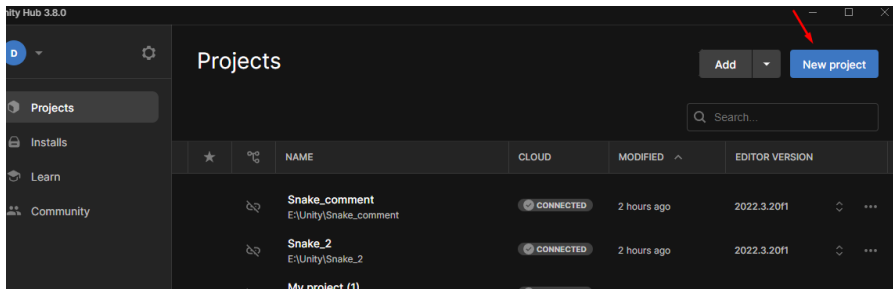 nity Hub 3.8.0
D
Projects
Add
New project
Search...
Projects
Installs
Learn
Community
NAME
CLOUD
MODIFIED
EDITOR VERSION
Snake_comment
CONNECTED
2 hours ago
2022.3.20f1
E:\Unity\Snake_comment
Snake_2
CONNECTED
2 hours ago
2022.3.20f1
E:\Unity\Snake_2
My project (1)